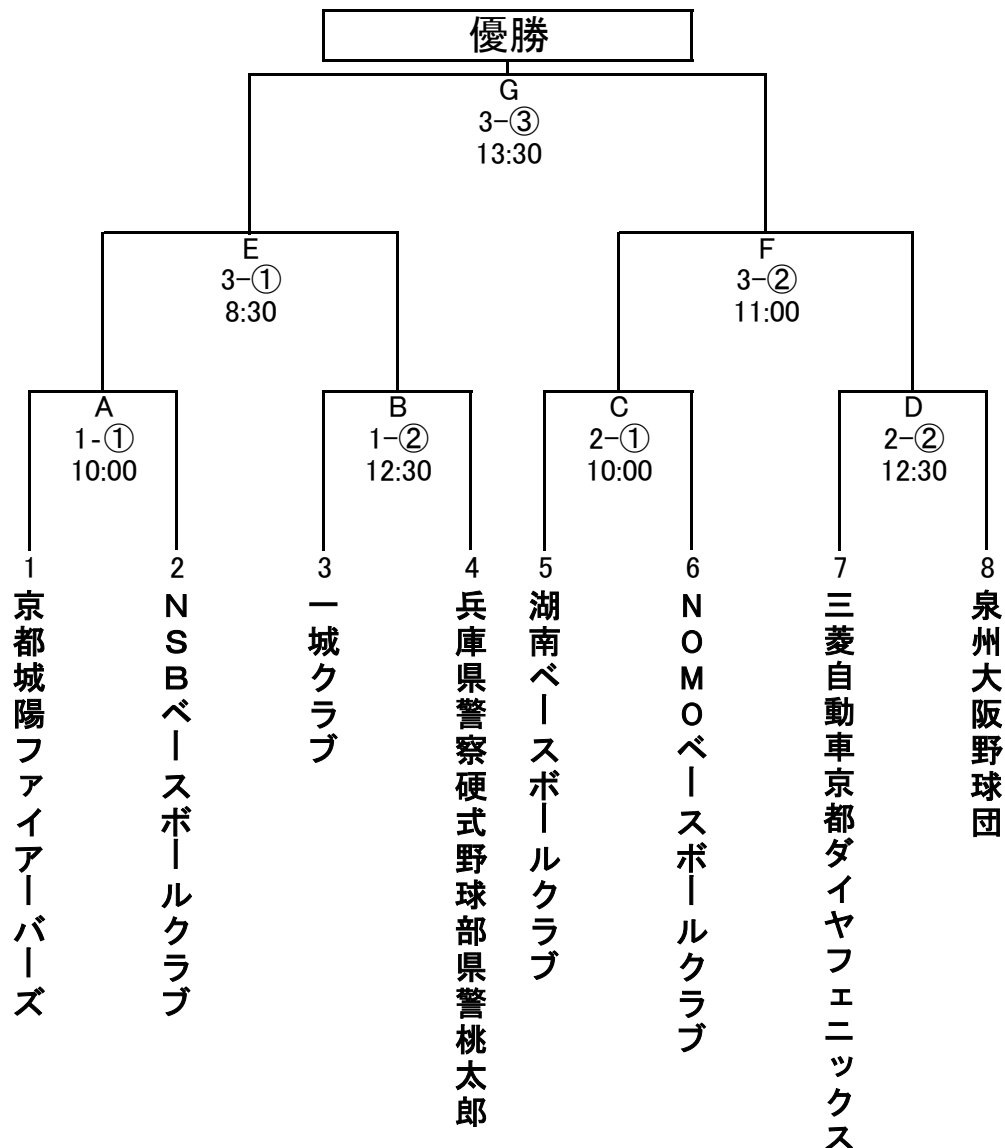 優勝
G
3-③
13:30
E
3-①
8:30
F
3-②
11:00
A
1-①
10:00
B
1-②
12:30
C
2-①
10:00
D
2-②
12:30
1
京都城陽ファイアーバーズ
2
NSBベースボールクラブ
3
一城クラブ
4
兵庫県警察硬式野球部県警桃太郎
5
湖南ベースボールクラブ
6
NOMOベースボールクラブ
7
三菱自動車京都ダイヤフェニックス
8
泉州大阪野球団